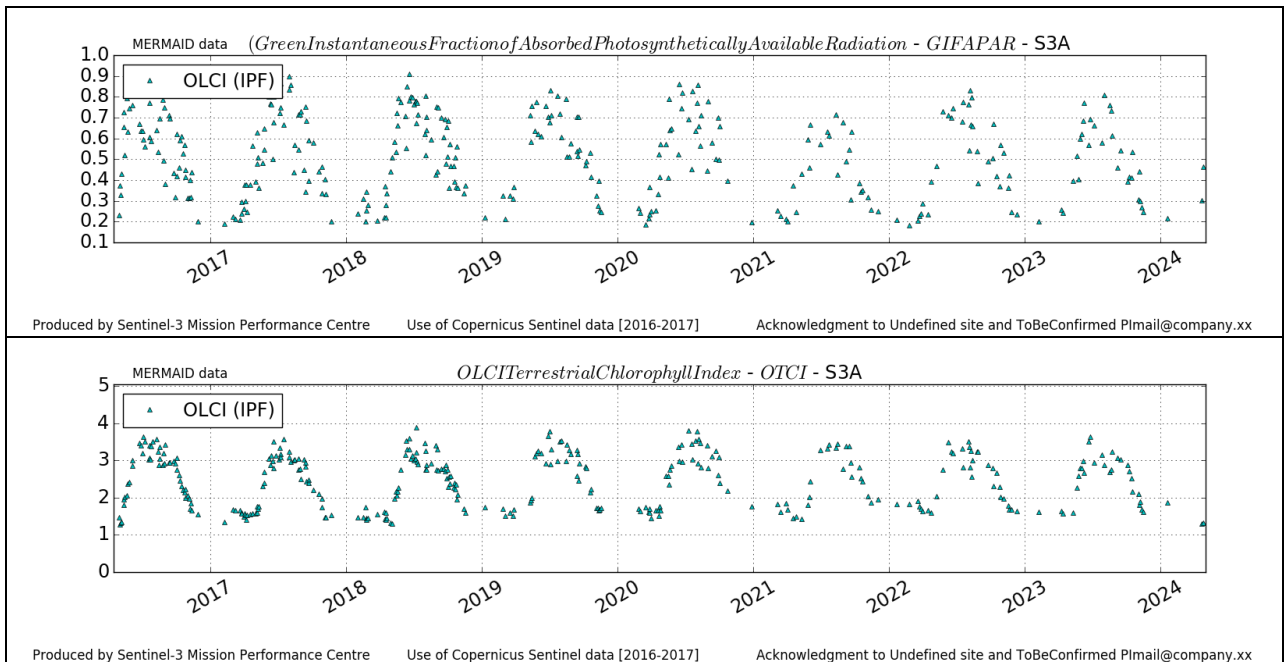 MERMAID data (GreenInstantaneousFractionofAbsorbedPhotosyntheticallyAvailableRadiation - GIFAPAR - S3A
1.0
OLCI (IPF)
0.9
0.8
0.7
0.6
0.5
0.4
0.3
0.2
0.1
2017 2018 2019 2020 2021 2022 2023 2024
Produced by Sentinel-3 Mission Performance Centre Use of Copernicus Sentinel data [2016-2017] Acknowledgment to Undefined site and ToBeConfirmed PImail@company.xx
MERMAID data OLCITerrestrialChlorophyllIndex - OTCI - S3A
5
OLCI (IPF)
4
3
2
1
0
2017 2018 2019 2020 2021 2022 2023 2024
Produced by Sentinel-3 Mission Performance Centre Use of Copernicus Sentinel data [2016-2017] Acknowledgment to Undefined site and ToBeConfirmed PImail@company.xx